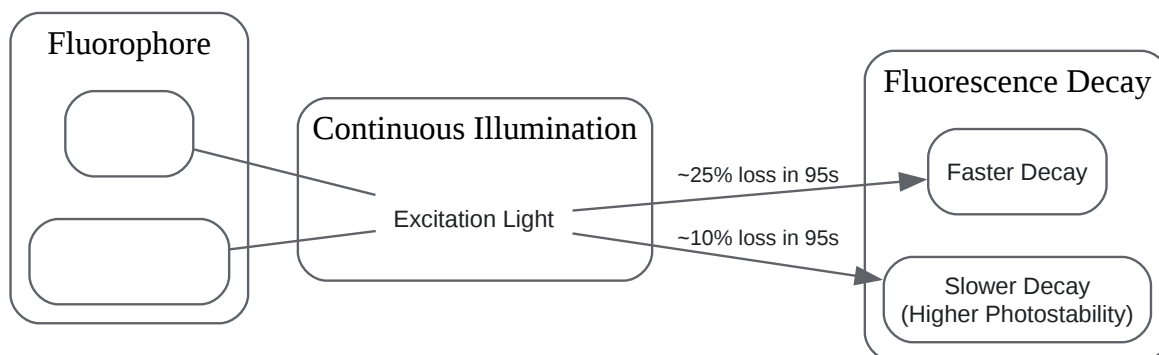 Fluorophore
Continuous Illumination
Excitation Light
~25% loss in 95s
~10% loss in 95s
Fluorescence Decay
Faster Decay
Slower Decay
(Higher Photostability)